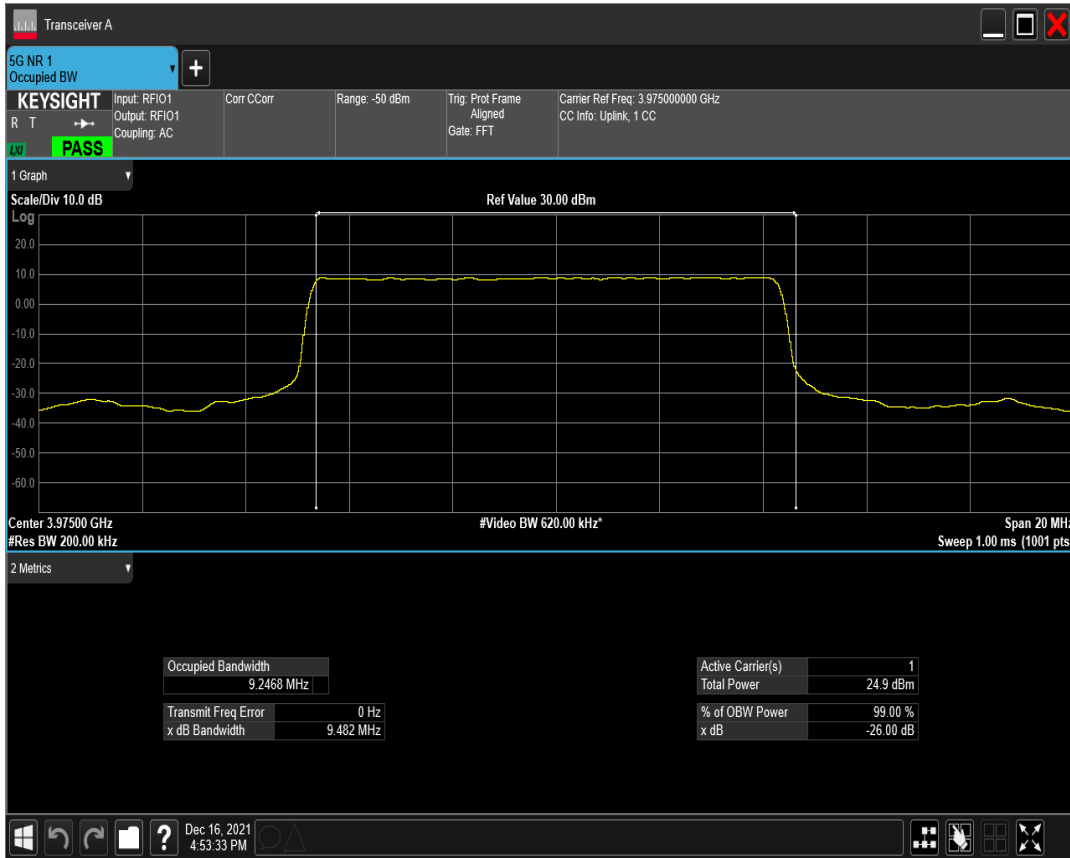 Transceiver A
5G NR 1
Occupied BW
KEYSIGHT
R T
LXI
PASS
Input: RFIO1
Output: RFIO1
Coupling: AC
Corr CCorr
Range: -50 dBm
Trig: Prot Frame
Aligned
Gate: FFT
Carrier Ref Freq: 3.975000000 GHz
CC Info: Uplink, 1 CC
1 Graph
Scale/Div 10.0 dB
Ref Value 30.00 dBm
Log
20.0
10.0
0.00
-10.0
-20.0
-30.0
-40.0
-50.0
-60.0
Center 3.97500 GHz
#Video BW 620.00 kHz*
Span 20 MHz
#Res BW 200.00 kHz
Sweep 1.00 ms (1001 pts
2 Metrics
Occupied Bandwidth
9.2468 MHz
Transmit Freq Error 0 Hz
x dB Bandwidth 9.482 MHz
Active Carrier(s) 1
Total Power 24.9 dBm
% of OBW Power 99.00 %
x dB -26.00 dB
?
Dec 16, 2021
4:53:33 PM